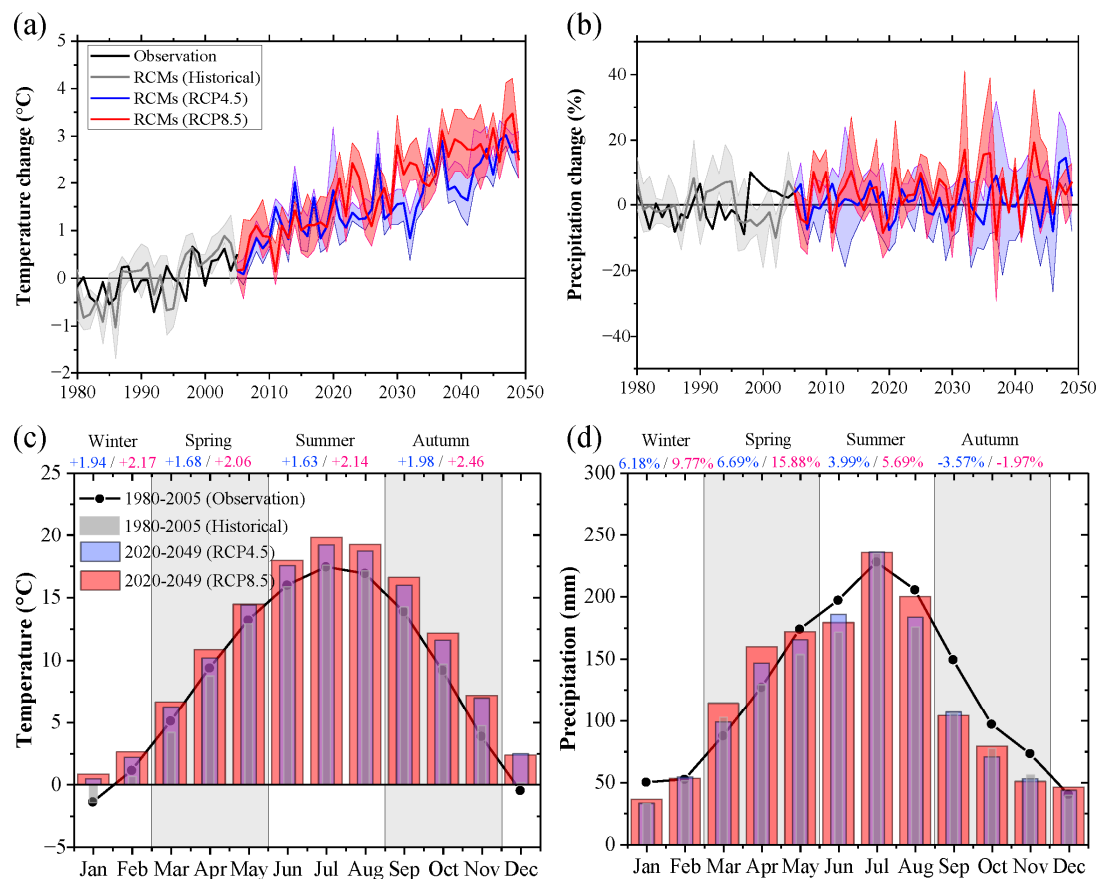 (a)
Temperature change (°C)
5
4
3
2
1
0
−1
−2
Observation
RCMs (Historical)
RCMs (RCP4.5)
RCMs (RCP8.5)
1980 1990 2000 2010 2020 2030 2040 2050
(b)
Precipitation change (%)
40
20
0
−20
−40
1980 1990 2000 2010 2020 2030 2040 2050
(c)
Winter Spring Summer Autumn
+1.94 / +2.17 +1.68 / +2.06 +1.63 / +2.14 +1.98 / +2.46
Temperature (°C)
25
20
15
10
5
0
−5
1980-2005 (Observation)
1980-2005 (Historical)
2020-2049 (RCP4.5)
2020-2049 (RCP8.5)
Jan Feb Mar Apr May Jun Jul Aug Sep Oct Nov Dec
(d)
Winter Spring Summer Autumn
6.18% / 9.77% 6.69% / 15.88% 3.99% / 5.69% -3.57% / -1.97%
Precipitation (mm)
300
250
200
150
100
50
0
Jan Feb Mar Apr May Jun Jul Aug Sep Oct Nov Dec